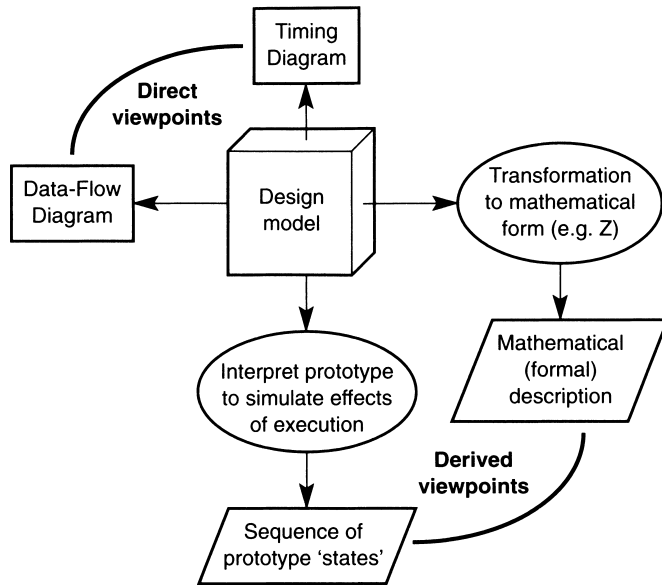 Timing
Diagram
Direct
viewpoints
Data-Flow
Diagram
Design
model
Transformation
to mathematical
form (e.g. Z)
Interpret prototype
to simulate effects
of execution
Mathematical
(formal)
description
Derived
viewpoints
Sequence of
prototype ‘states’